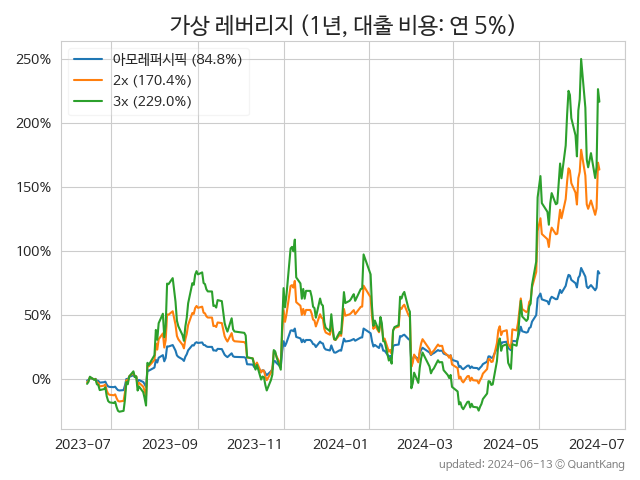 가상 레버리지 (1년, 대출 비용: 연 5%)
아모레퍼시픽 (84.8%)
2x (170.4%)
3x (229.0%)
250%
200%
150%
100%
50%
0%
2023-07 2023-09 2023-11 2024-01 2024-03 2024-05 2024-07
updated: 2024-06-13 © QuantKang